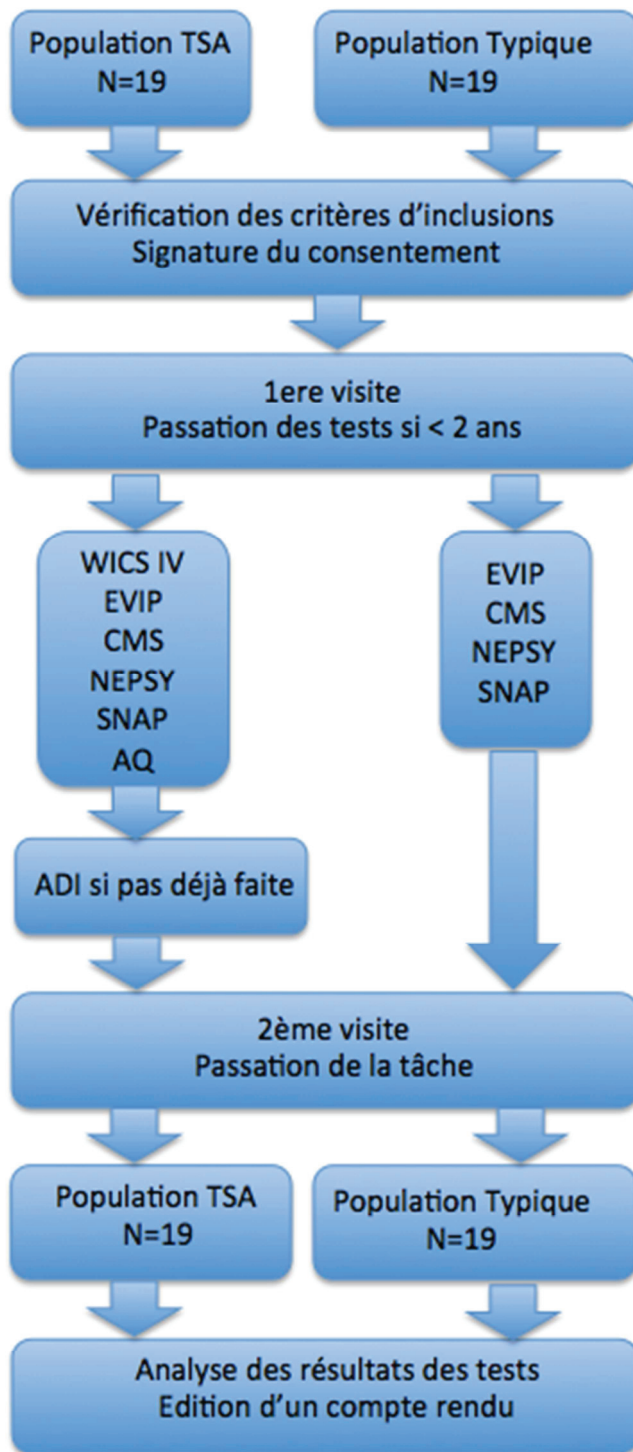 Population TSA
N=19
Population Typique
N=19
Vérification des critères d'inclusions
Signature du consentement
1ere visite
Passation des tests si < 2 ans
WICS IV
EVIP
CMS
NEPSY
SNAP
AQ
EVIP
CMS
NEPSY
SNAP
ADI si pas déjà faite
2ème visite
Passation de la tâche
Population TSA
N=19
Population Typique
N=19
Analyse des résultats des tests
Edition d'un compte rendu